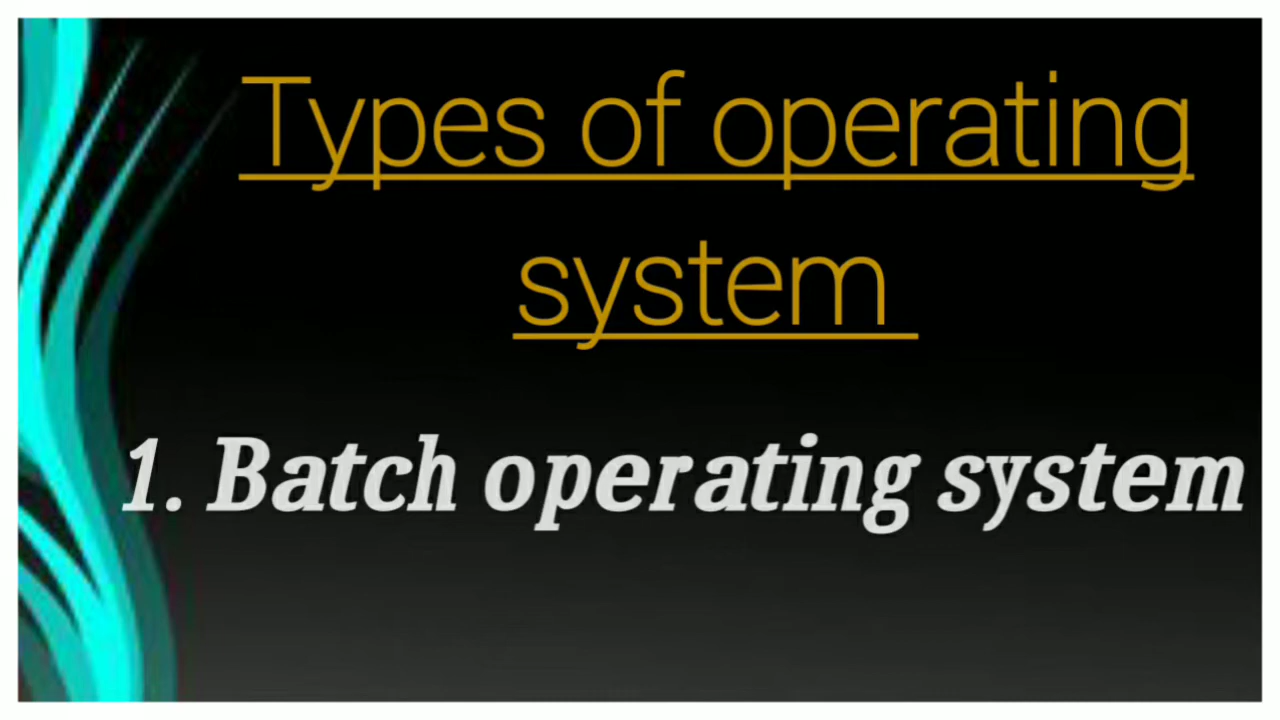 Types of operating
system
1. Batch operating system